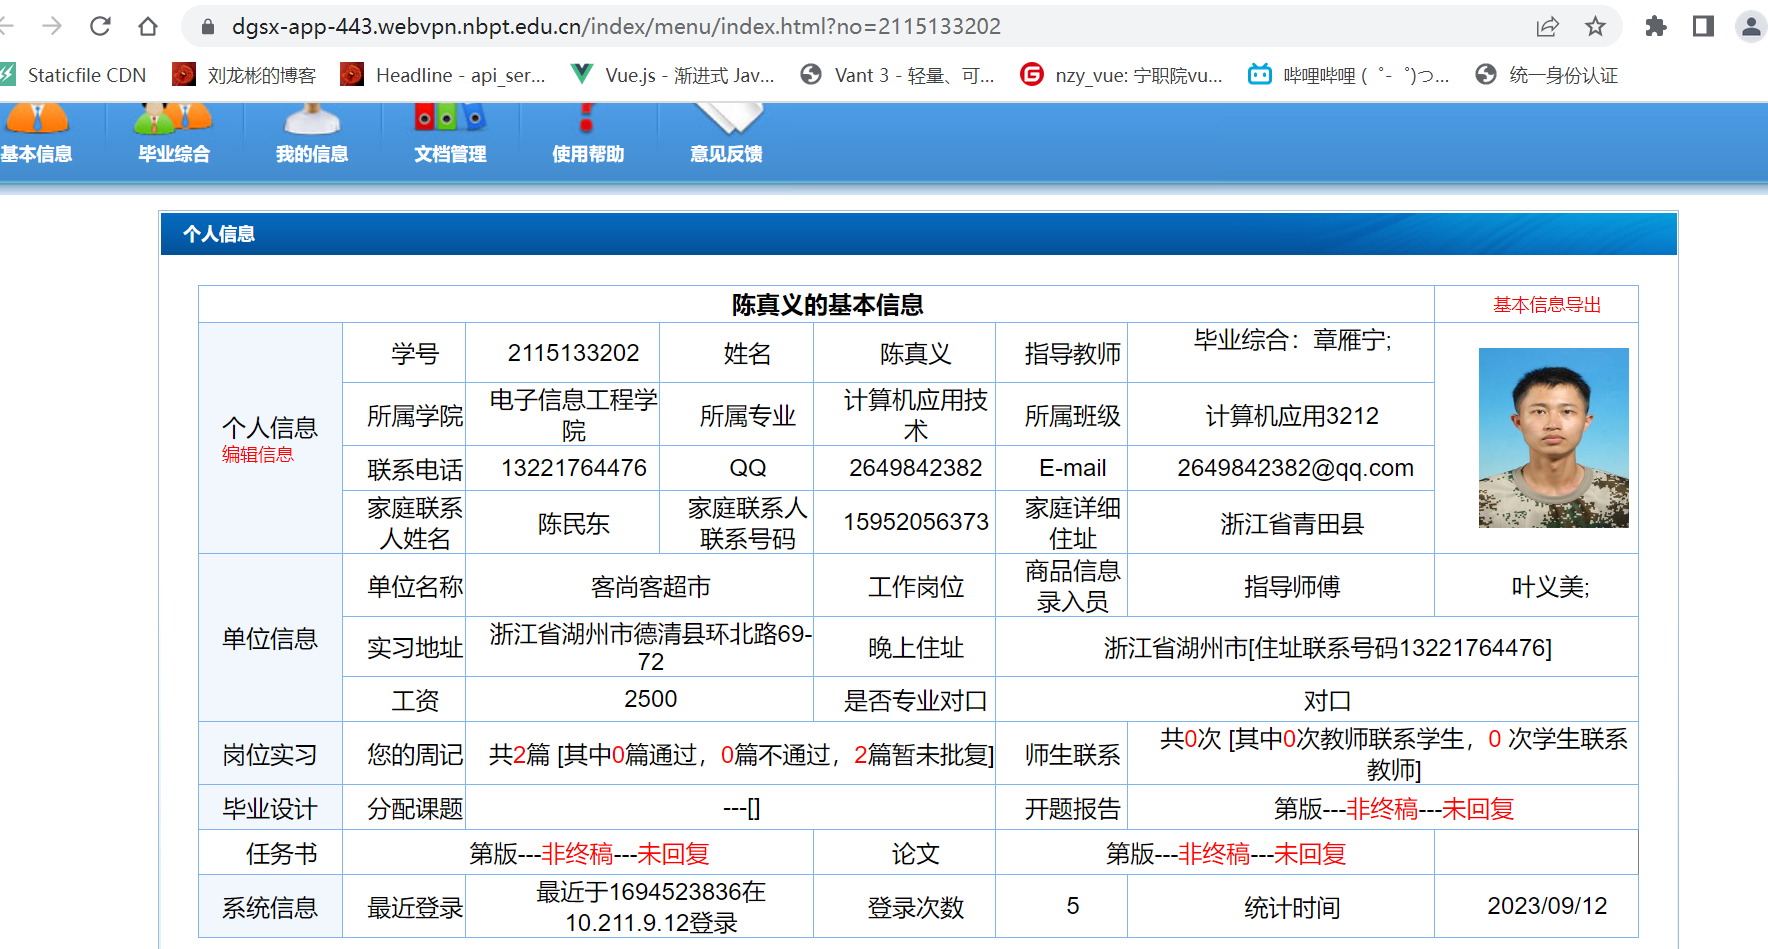 dgsx-app-443.webvpn.nbpt.edu.cn/index/menu/index.html?no=2115133202
Staticfile CDN 刘龙彬的博客 Headline - api_ser... Vue.js - 渐进式 Jav... Vant 3 - 轻量、可... nzy_vue: 宁职院vu... 哔哩哔哩 ( ゜- ゜)つ... 统一身份认证
基本信息 毕业综合 我的信息 文档管理 使用帮助 意见反馈
个人信息
陈真义的基本信息 基本信息导出
个人信息
编辑信息
学号 2115133202 姓名 陈真义 指导教师 毕业综合：章雁宁;
所属学院 电子信息工程学
院 所属专业 计算机应用技
术 所属班级 计算机应用3212
联系电话 13221764476 QQ 2649842382 E-mail 2649842382@qq.com
家庭联系
人姓名 陈民东 家庭联系人
联系号码 15952056373 家庭详细
住址 浙江省青田县
单位信息
单位名称 客尚客超市 工作岗位 商品信息
录入员 指导师傅 叶义美;
实习地址 浙江省湖州市德清县环北路69-
72 晚上住址 浙江省湖州市[住址联系号码13221764476]
工资 2500 是否专业对口 对口
岗位实习 您的周记 共2篇 [其中0篇通过，0篇不通过，2篇暂未批复] 师生联系 共0次 [其中0次教师联系学生，0 次学生联系
教师]
毕业设计 分配课题 ---[] 开题报告 第版---非终稿---未回复
任务书 第版---非终稿---未回复 论文 第版---非终稿---未回复
系统信息 最近登录 最近于1694523836在
10.211.9.12登录 登录次数 5 统计时间 2023/09/12